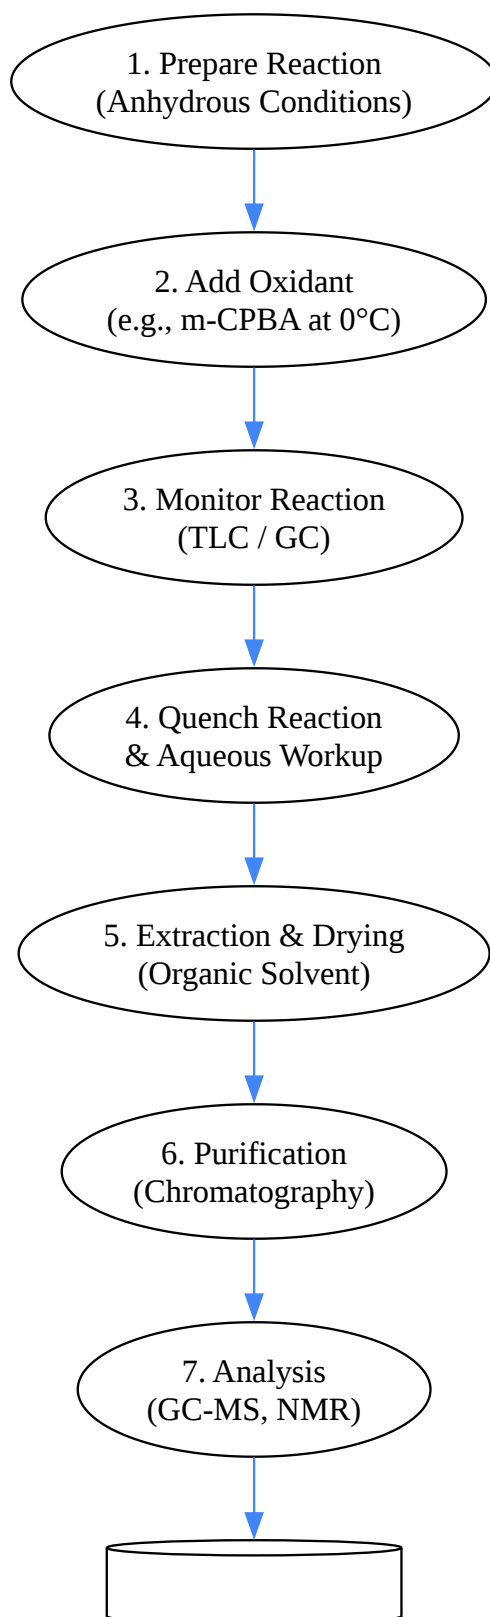 1. Prepare Reaction
(Anhydrous Conditions)
2. Add Oxidant
(e.g., m-CPBA at 0°C)
3. Monitor Reaction
(TLC / GC)
4. Quench Reaction
& Aqueous Workup
5. Extraction & Drying
(Organic Solvent)
6. Purification
(Chromatography)
7. Analysis
(GC-MS, NMR)